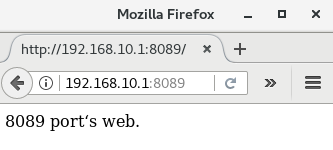 Mozilla Firefox
http://192.168.10.1:8089/
192.168.10.1:8089
8089 port‘s web.